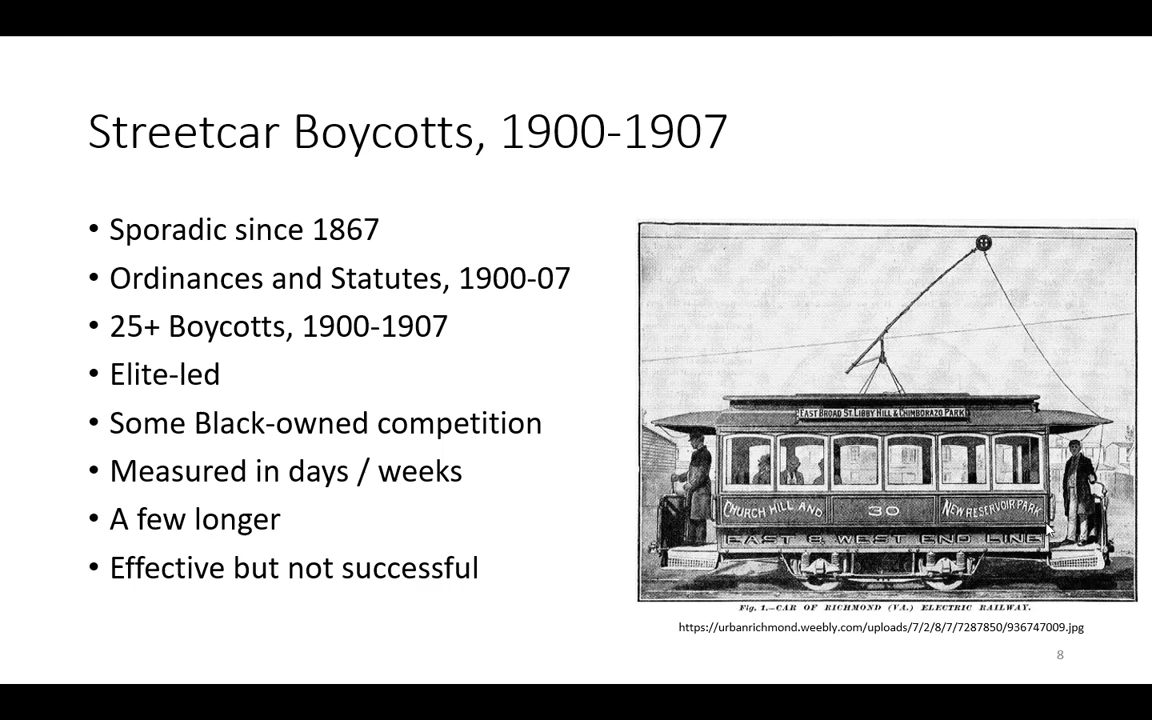 Streetcar Boycotts, 1900-1907
• Sporadic since 1867
• Ordinances and Statutes, 1900-07
• 25+ Boycotts, 1900-1907
• Elite-led
• Some Black-owned competition
• Measured in days / weeks
• A few longer
• Effective but not successful
EAST BROAD ST. LIBBY HILL & CHIMBORAZO PARK
CHURCH HILL AND 30 NEW RESERVOIR PARK
EAST & WEST END LINE
Fig. 1.—CAR OF RICHMOND (VA.) ELECTRIC RAILWAY.
https://urbanrichmond.weebly.com/uploads/7/2/8/7/7287850/936747009.jpg
8